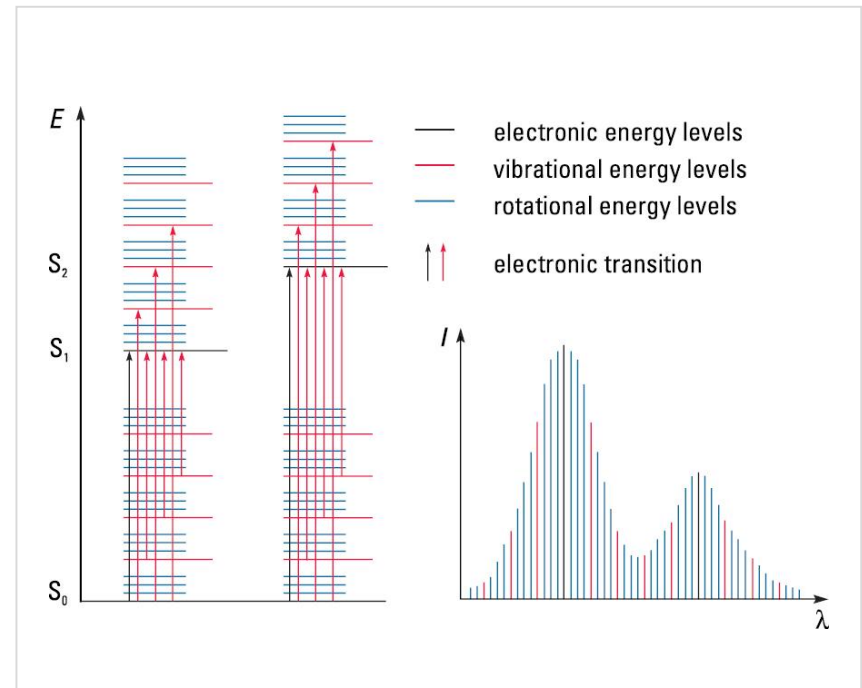 E
electronic energy levels
vibrational energy levels
rotational energy levels
S₂
electronic transition
S₁
I
S₀
λ